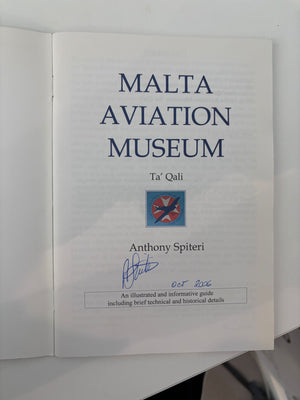 MALTA
AVIATION
MUSEUM
Ta' Qali
Anthony Spiteri
OCT 2006
An illustrated and informative guide
including brief technical and historical details